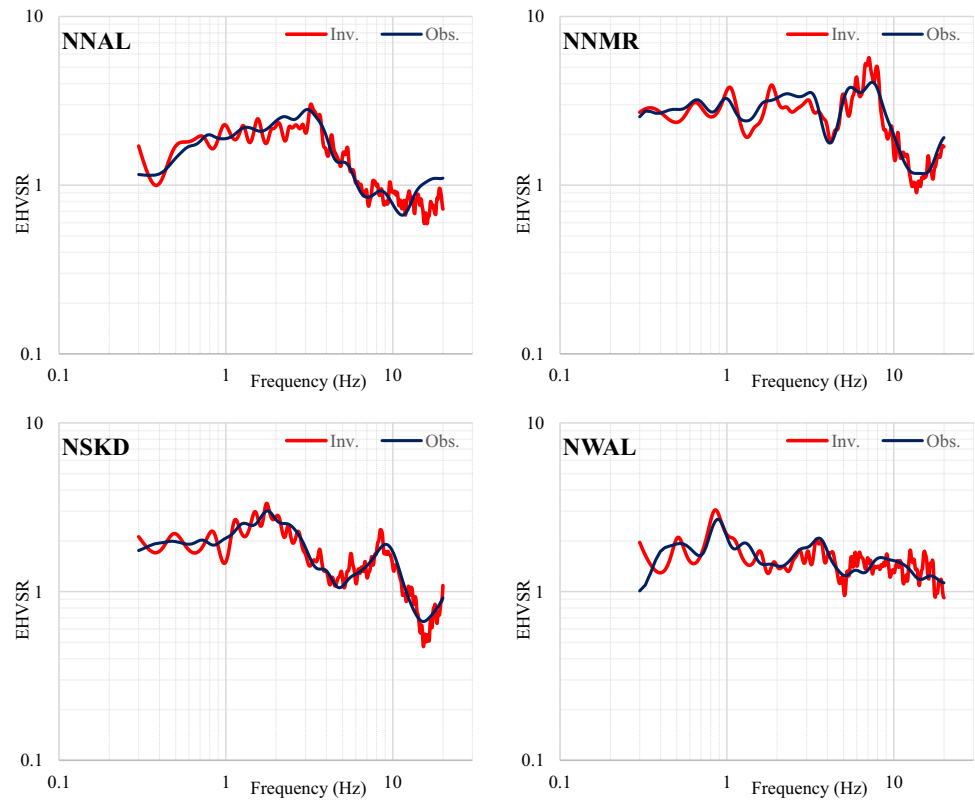 10
NNAL
Inv.
Obs.
EHVSR
1
0.1
0.1
1
10
Frequency (Hz)
10
NNMR
Inv.
Obs.
EHVSR
1
0.1
0.1
1
10
Frequency (Hz)
10
NSKD
Inv.
Obs.
EHVSR
1
0.1
0.1
1
10
Frequency (Hz)
10
NWAL
Inv.
Obs.
EHVSR
1
0.1
0.1
1
10
Frequency (Hz)